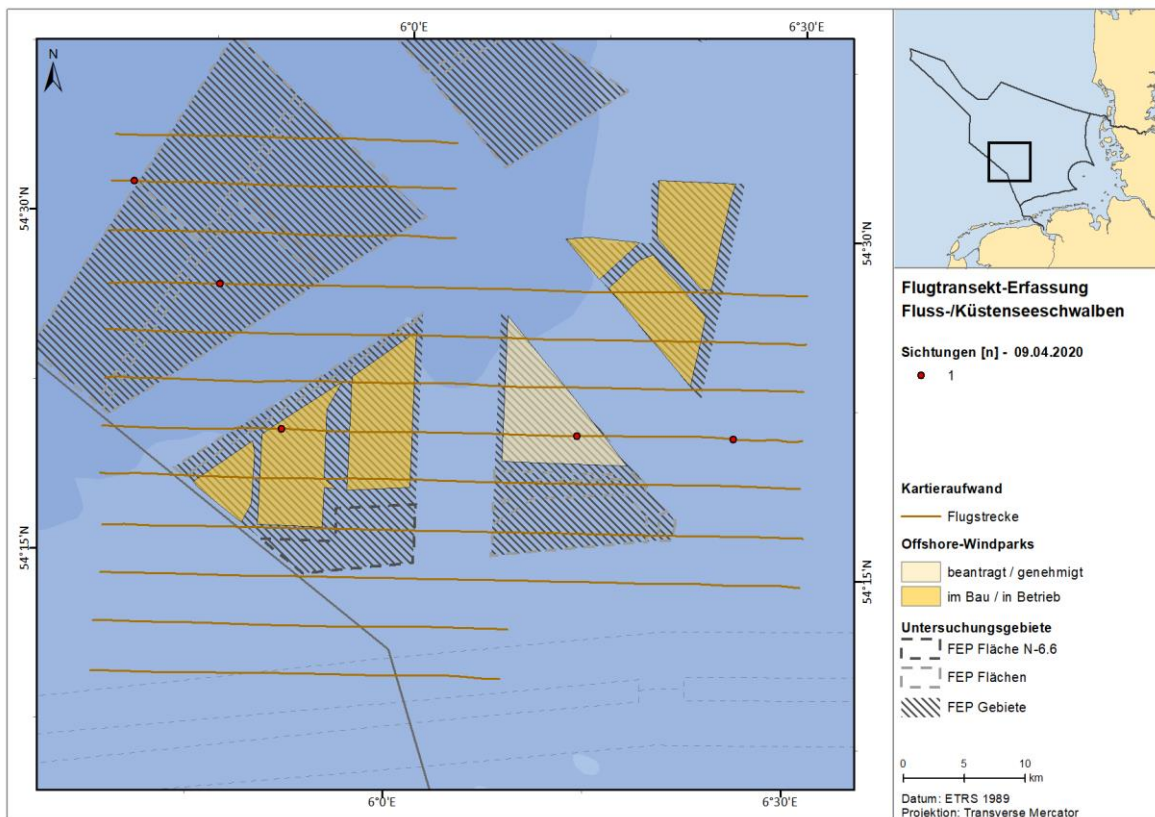 6°0'E
6°30'E
N
54°30'N
54°30'N
54°15'N
54°15'N
6°0'E
6°30'E
Flugtransekt-Erfassung
Fluss-/Küstenseeschwalben
Sichtungen [n] - 09.04.2020
1
Kartieraufwand
Flugstrecke
Offshore-Windparks
beantragt / genehmigt
im Bau / in Betrieb
Untersuchungsgebiete
FEP Fläche N-6.6
FEP Flächen
FEP Gebiete
0 5 10
km
Datum: ETRS 1989
Projektion: Transverse Mercator